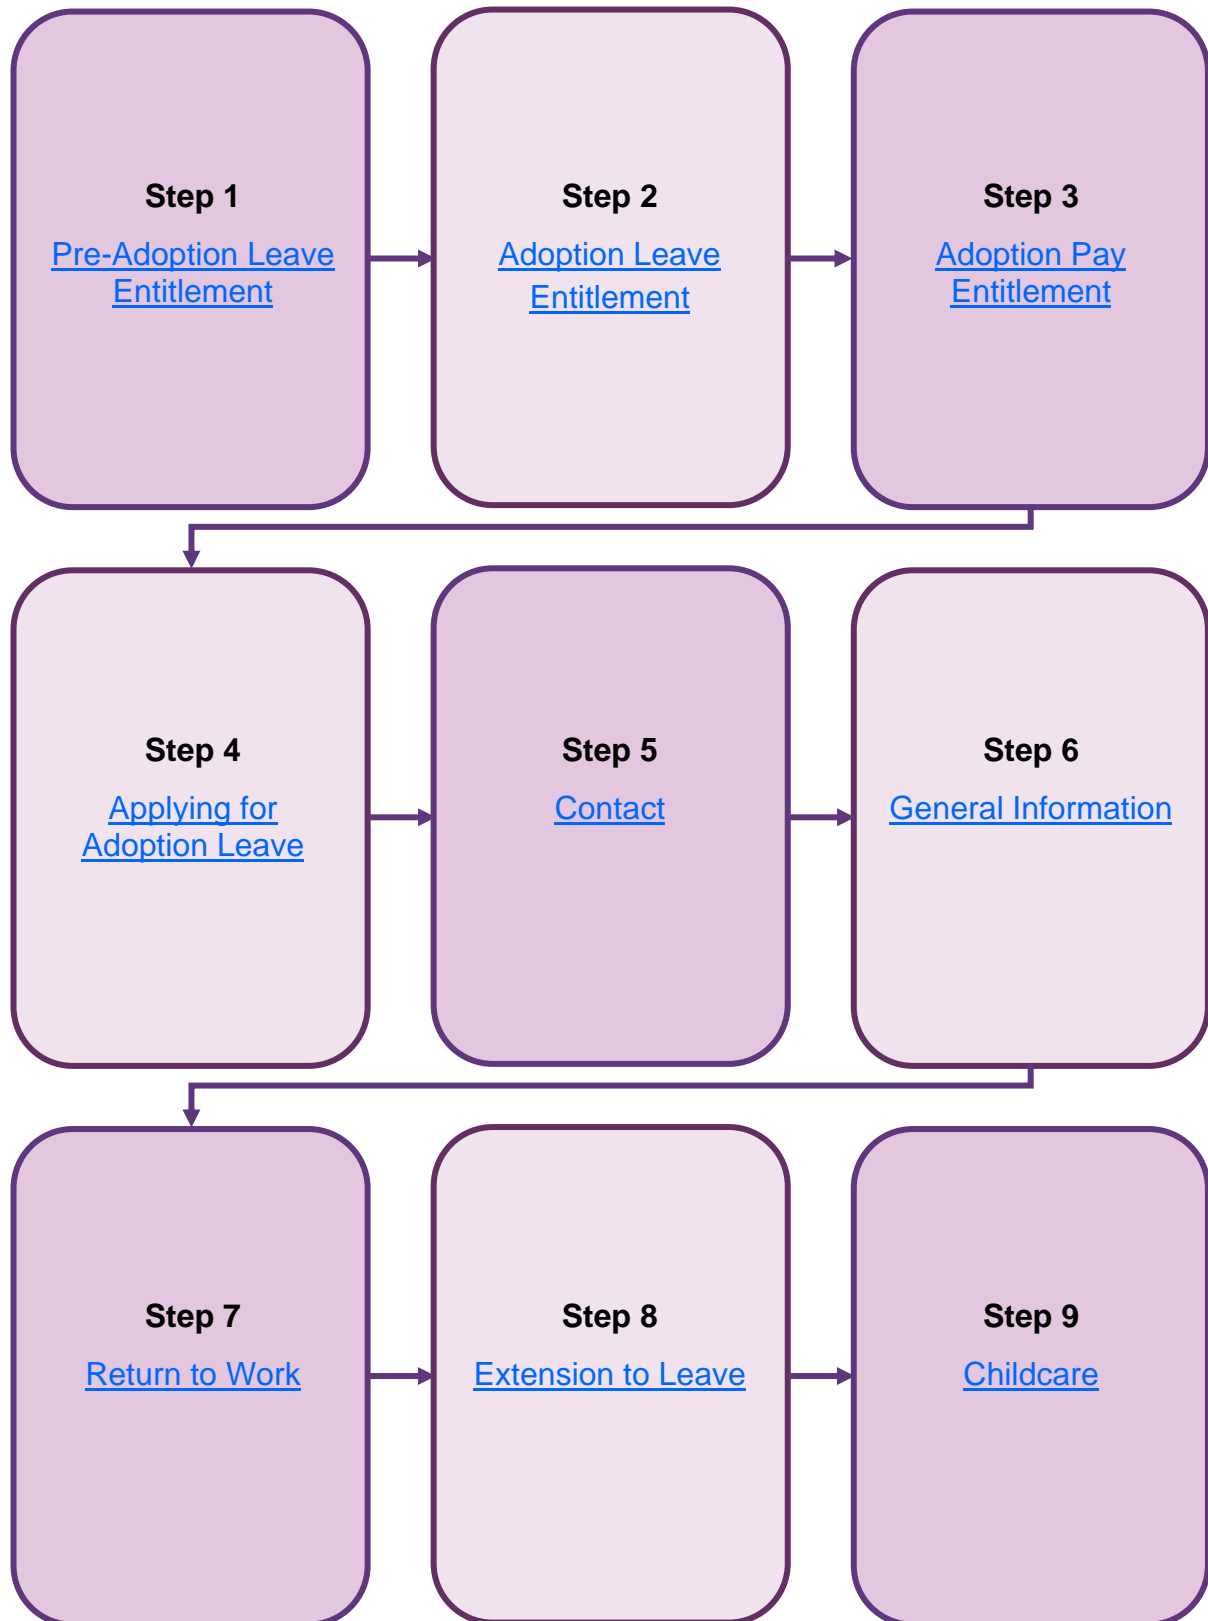 Step 1
Pre-Adoption Leave
Entitlement
Step 2
Adoption Leave
Entitlement
Step 3
Adoption Pay
Entitlement
Step 4
Applying for
Adoption Leave
Step 5
Contact
Step 6
General Information
Step 7
Return to Work
Step 8
Extension to Leave
Step 9
Childcare